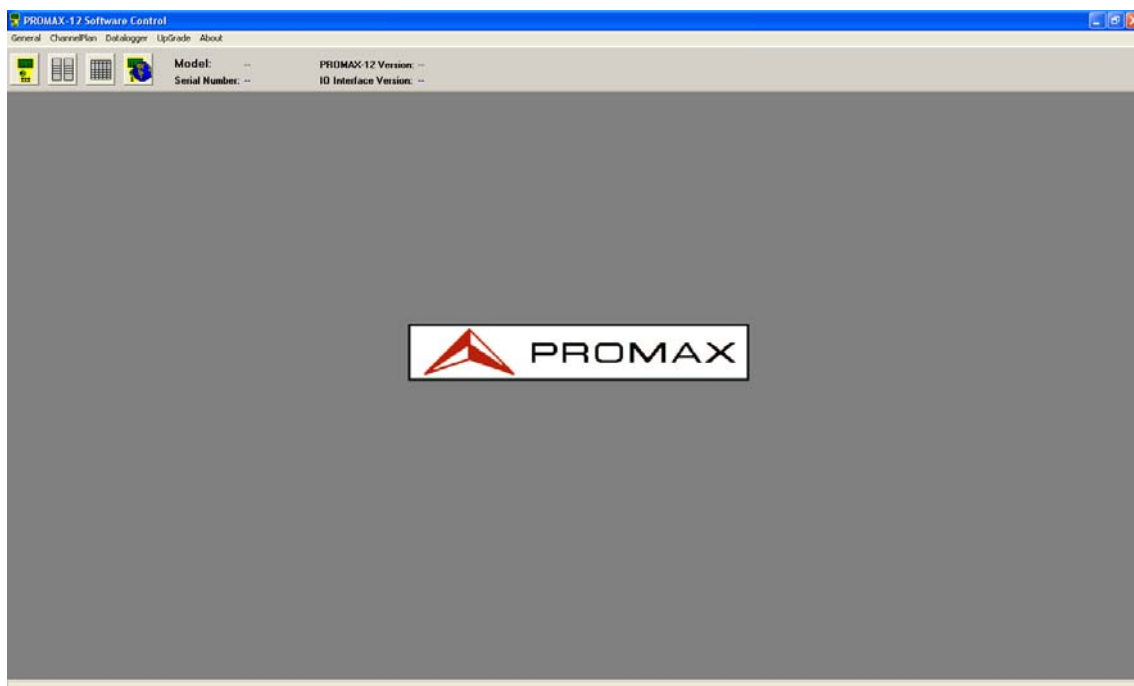 PROMAX-12 Software Control
General ChannelPlan Datalogger UpGrade About
Model: -- PROMAX-12 Version: --
Serial Number: -- IO Interface Version: --
PROMAX